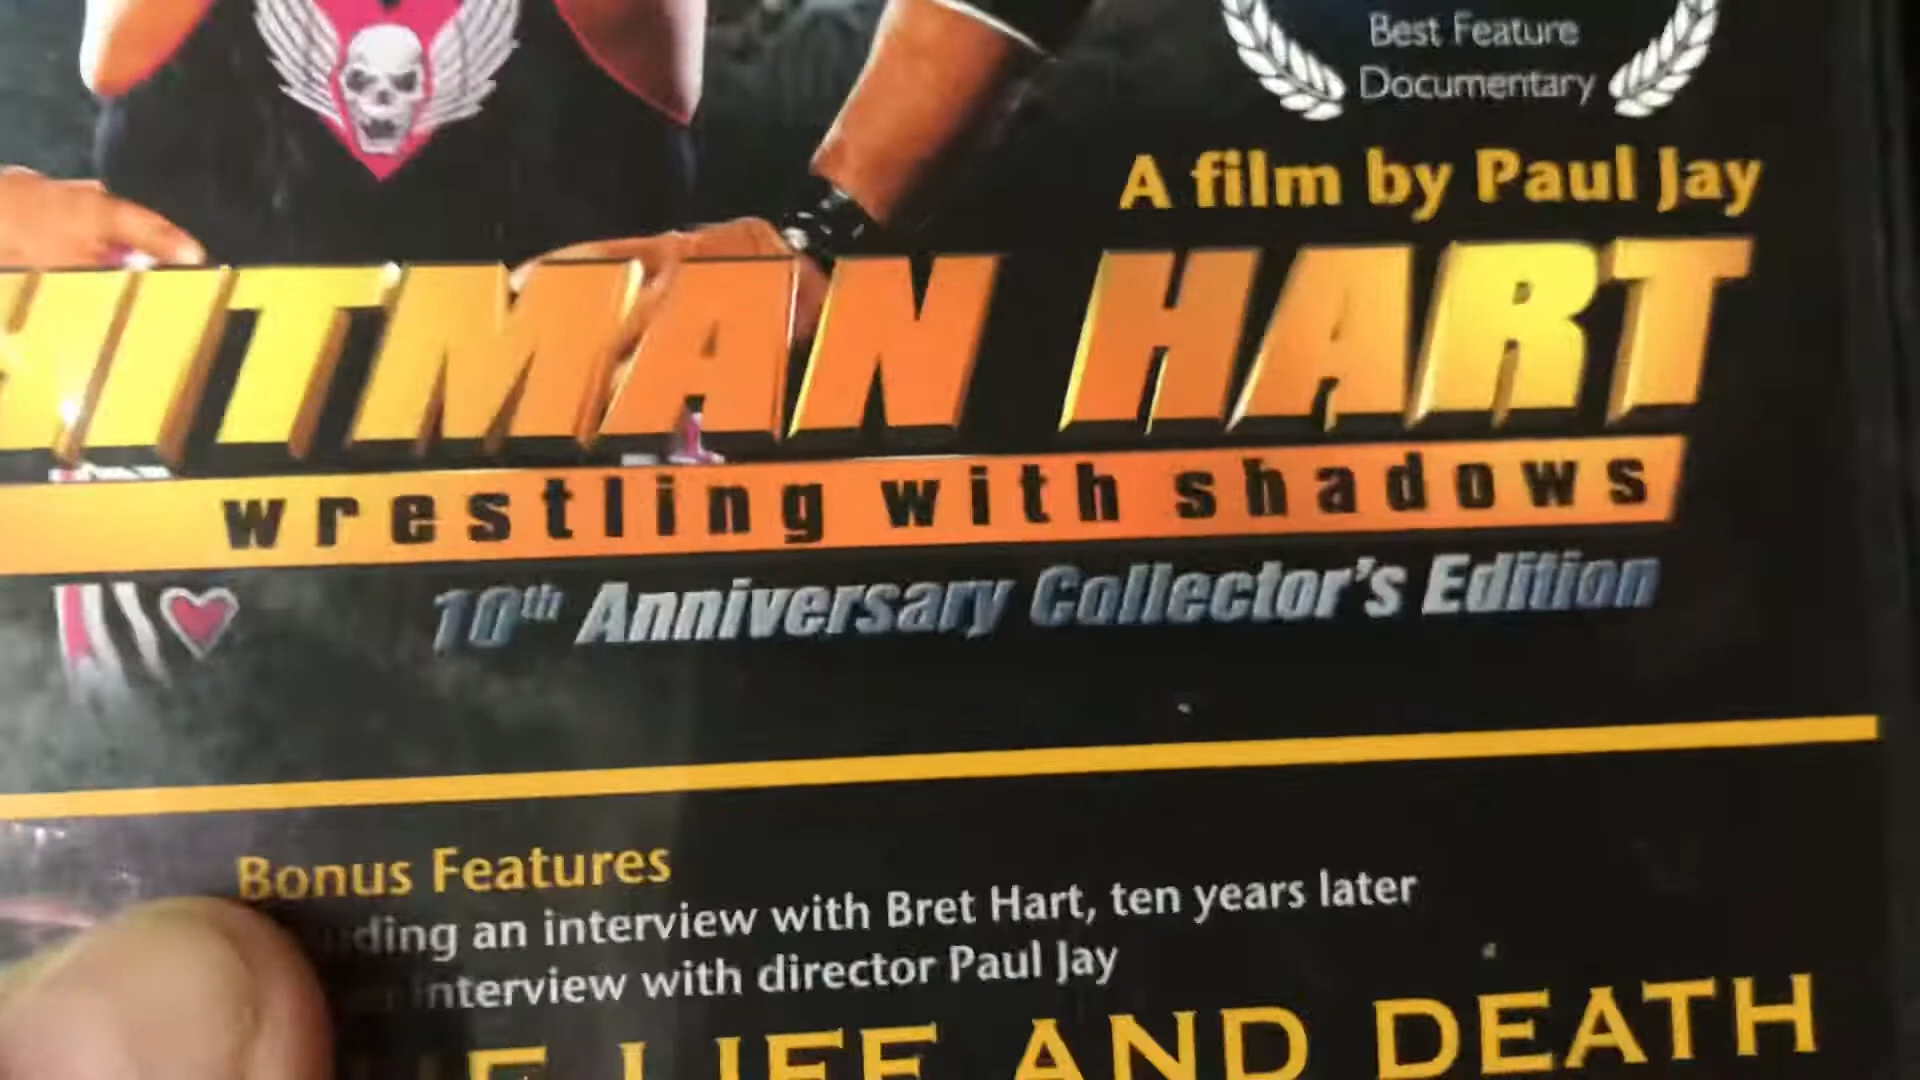 Best Feature
Documentary
A film by Paul Jay
HITMAN HART
wrestling with shadows
10th Anniversary Collector's Edition
Bonus Features
an interview with Bret Hart, ten years later
interview with director Paul Jay
LIFE AND DEATH